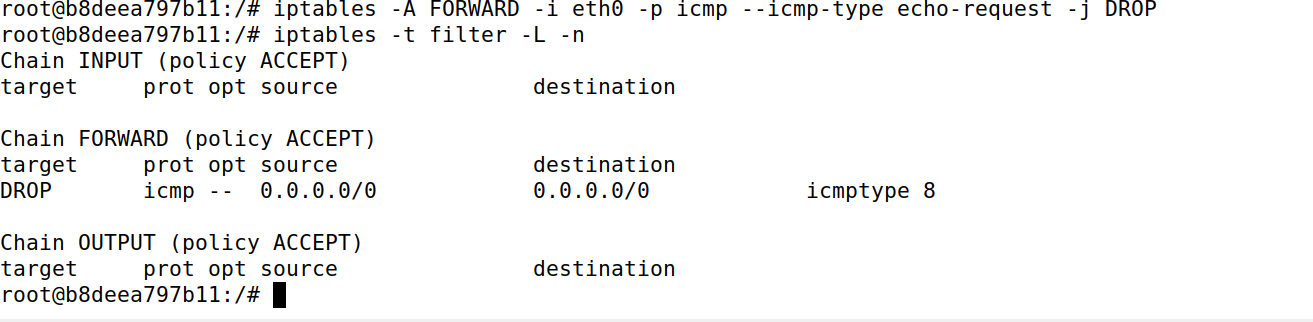 root@b8deea797b11:/# iptables -A FORWARD -i eth0 -p icmp --icmp-type echo-request -j DROP
root@b8deea797b11:/# iptables -t filter -L -n
Chain INPUT (policy ACCEPT)
target     prot opt source               destination

Chain FORWARD (policy ACCEPT)
target     prot opt source               destination
DROP       icmp --  0.0.0.0/0            0.0.0.0/0            icmptype 8

Chain OUTPUT (policy ACCEPT)
target     prot opt source               destination
root@b8deea797b11:/#